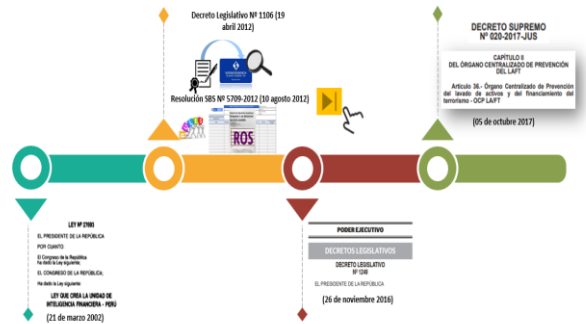 Decreto Legislativo Nº 1106 (19
abril 2012)
Resolución SBS Nº 5709-2012 (10 agosto 2012)
ROS
DECRETO SUPREMO
Nº 020-2017-JUS
CAPÍTULO II
DEL ÓRGANO CENTRALIZADO DE PREVENCIÓN
DEL LAFT
Artículo 36.- Órgano Centralizado de Prevención
del lavado de activos y del financiamiento del
terrorismo - OCP LA/FT
(05 de octubre 2017)
LEY Nº 27693
EL PRESIDENTE DE LA REPÚBLICA
POR CUANTO:
El Congreso de la República
ha dado la Ley siguiente:
EL CONGRESO DE LA REPÚBLICA;
Ha dado la Ley siguiente:
LEY QUE CREA LA UNIDAD DE
INTELIGENCIA FINANCIERA - PERÚ
(21 de marzo 2002)
PODER EJECUTIVO
DECRETOS LEGISLATIVOS
DECRETO LEGISLATIVO
Nº 1249
EL PRESIDENTE DE LA REPÚBLICA
(26 de noviembre 2016)